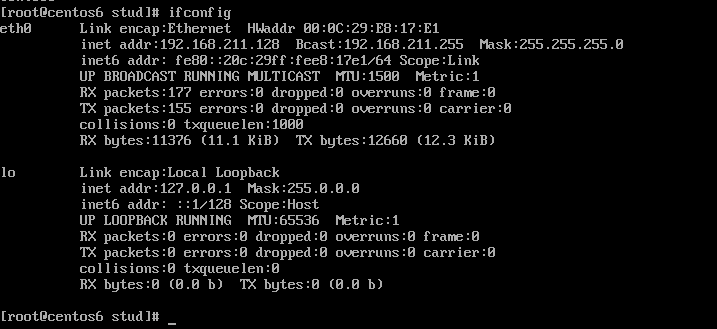 [root@centos6 stud]# ifconfig
eth0      Link encap:Ethernet  HWaddr 00:0C:29:E8:17:E1
          inet addr:192.168.211.128  Bcast:192.168.211.255  Mask:255.255.255.0
          inet6 addr: fe80::20c:29ff:fee8:17e1/64 Scope:Link
          UP BROADCAST RUNNING MULTICAST  MTU:1500  Metric:1
          RX packets:177 errors:0 dropped:0 overruns:0 frame:0
          TX packets:155 errors:0 dropped:0 overruns:0 carrier:0
          collisions:0 txqueuelen:1000
          RX bytes:11376 (11.1 KiB)  TX bytes:12660 (12.3 KiB)

lo        Link encap:Local Loopback
          inet addr:127.0.0.1  Mask:255.0.0.0
          inet6 addr: ::1/128 Scope:Host
          UP LOOPBACK RUNNING  MTU:65536  Metric:1
          RX packets:0 errors:0 dropped:0 overruns:0 frame:0
          TX packets:0 errors:0 dropped:0 overruns:0 carrier:0
          collisions:0 txqueuelen:0
          RX bytes:0 (0.0 b)  TX bytes:0 (0.0 b)

[root@centos6 stud]# _